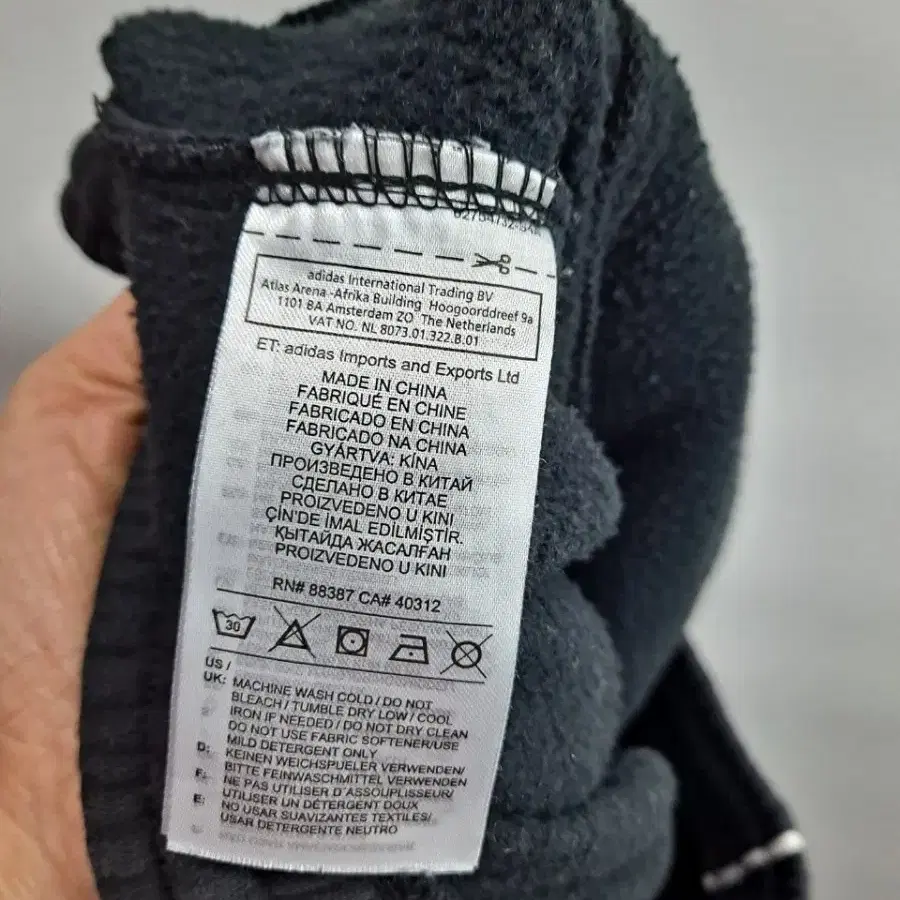 adidas International Trading BV
Atlas Arena -Afrika Building Hoogoorddreef 9a
1101 BA Amsterdam ZO The Netherlands
VAT NO. NL 8073.01.322.B.01
ET: adidas Imports and Exports Ltd
MADE IN CHINA
FABRIQUÉ EN CHINE
FABRICADO EN CHINA
FABRICADO NA CHINA
GYÁRTVA: KÍNA
ПРОИЗВЕДЕНО В КИТАЙ
СДЕЛАНО В КИТАЕ
PROIZVEDENO U KINI
ÇİN'DE İMAL EDİLMİŞTİR.
ҚЫТАЙДА ЖАСАЛҒАН
PROIZVEDENO U KINI
RN# 88387 CA# 40312
30
US /
UK: MACHINE WASH COLD / DO NOT
BLEACH / TUMBLE DRY LOW / COOL
IRON IF NEEDED / DO NOT DRY CLEAN
DO NOT USE FABRIC SOFTENER/USE
MILD DETERGENT ONLY
D: KEINEN WEICHSPUELER VERWENDEN/
BITTE FEINWASCHMITTEL VERWENDEN
F: NE PAS UTILISER D'ASSOUPLISSEUR/
UTILISER UN DÉTERGENT DOUX
E: NO USAR SUAVIZANTES TEXTILES/
USAR DETERGENTE NEUTRO